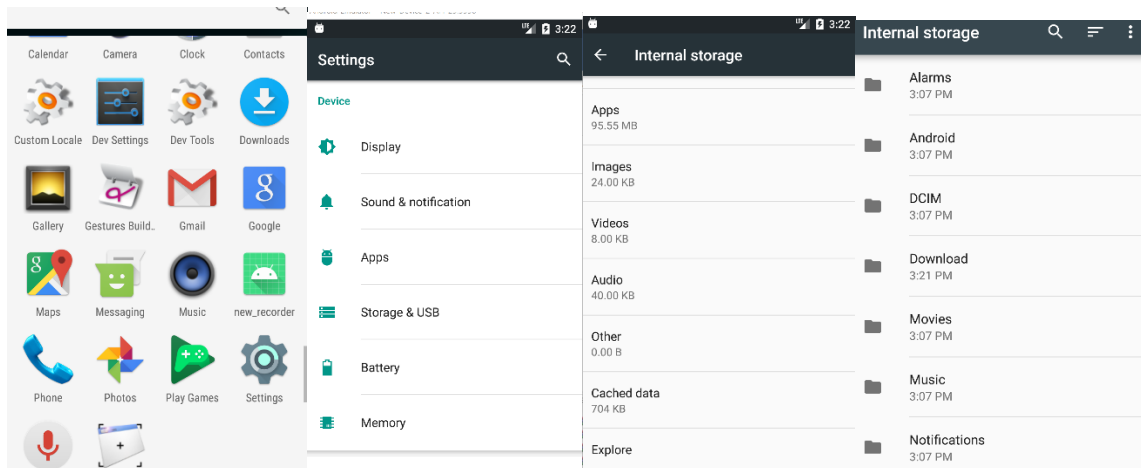 Calendar Camera Clock Contacts
Custom Locale Dev Settings Dev Tools Downloads
Gallery Gestures Build.. Gmail Google
Maps Messaging Music new_recorder
Phone Photos Play Games Settings
LTE 3:22
Settings
Device
Display
Sound & notification
Apps
Storage & USB
Battery
Memory
LTE 3:22
Internal storage
Apps
95.55 MB
Images
24.00 KB
Videos
8.00 KB
Audio
40.00 KB
Other
0.00 B
Cached data
704 KB
Explore
Internal storage
Alarms
3:07 PM
Android
3:07 PM
DCIM
3:07 PM
Download
3:21 PM
Movies
3:07 PM
Music
3:07 PM
Notifications
3:07 PM